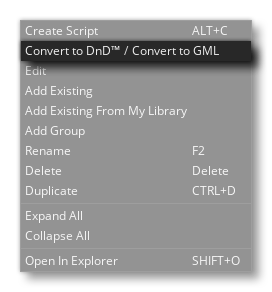 Create Script ALT+C
Convert to DnD™ / Convert to GML
Edit
Add Existing
Add Existing From My Library
Add Group
Rename F2
Delete Delete
Duplicate CTRL+D
Expand All
Collapse All
Open In Explorer SHIFT+O